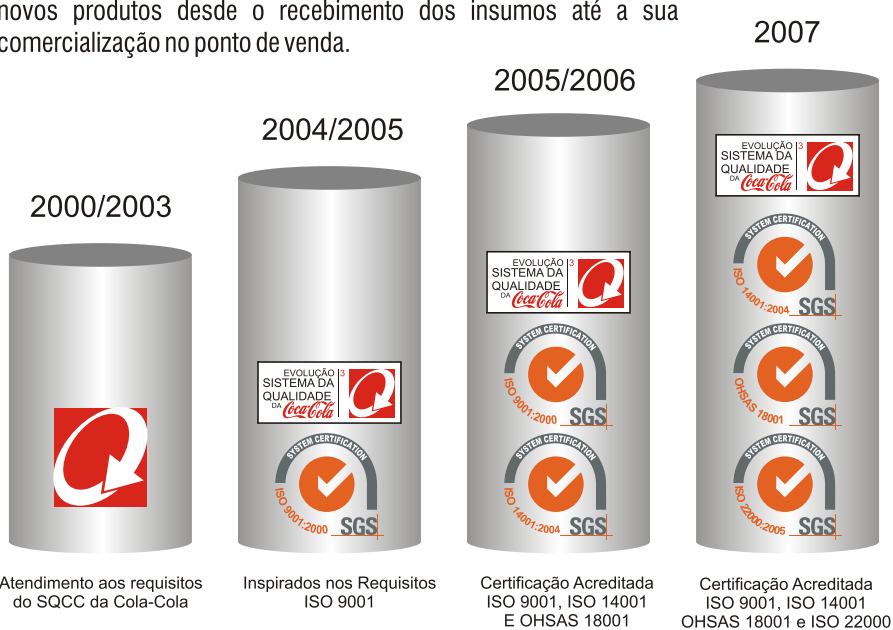 novos produtos desde o recebimento dos insumos até a sua
comercialização no ponto de venda.
2000/2003
Atendimento aos requisitos
do SQCC da Cola-Cola
2004/2005
EVOLUÇÃO
SISTEMA DA
QUALIDADE
DA Coca-Cola
3
SYSTEM CERTIFICATION
ISO 9001:2000
SGS
Inspirados nos Requisitos
ISO 9001
2005/2006
EVOLUÇÃO
SISTEMA DA
QUALIDADE
DA Coca-Cola
3
SYSTEM CERTIFICATION
ISO 9001:2000
SGS
SYSTEM CERTIFICATION
ISO 14001:2004
SGS
Certificação Acreditada
ISO 9001, ISO 14001
E OHSAS 18001
2007
EVOLUÇÃO
SISTEMA DA
QUALIDADE
DA Coca-Cola
3
SYSTEM CERTIFICATION
ISO 14001:2004
SGS
SYSTEM CERTIFICATION
OHSAS 18001
SGS
SYSTEM CERTIFICATION
ISO 22000:2005
SGS
Certificação Acreditada
ISO 9001, ISO 14001
OHSAS 18001 e ISO 22000